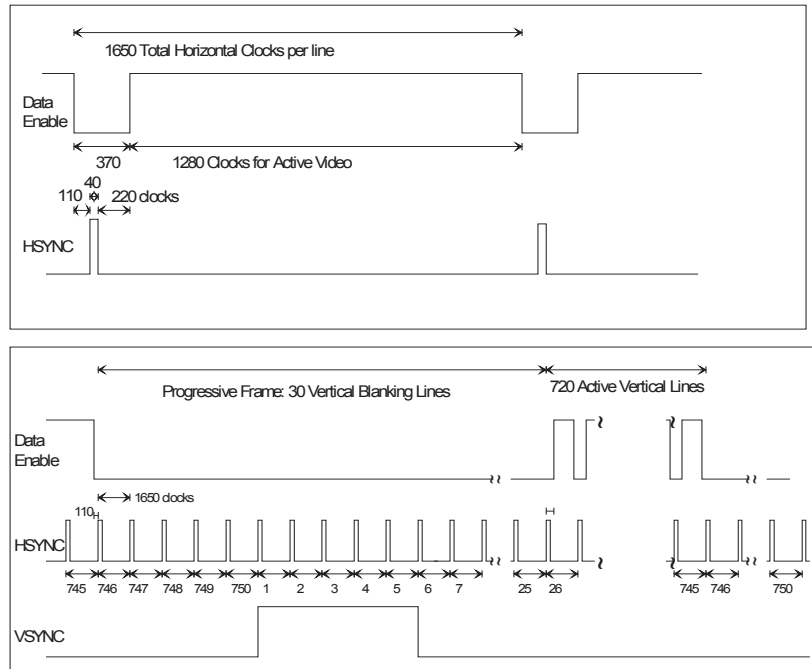 1650 Total Horizontal Clocks per line
Data
Enable
370
1280 Clocks for Active Video
40
110
220 clocks
HSYNC
Progressive Frame: 30 Vertical Blanking Lines
720 Active Vertical Lines
Data
Enable
1650 clocks
110
HSYNC
745 746 747 748 749 750 1 2 3 4 5 6 7 25 26 745 746 750
VSYNC